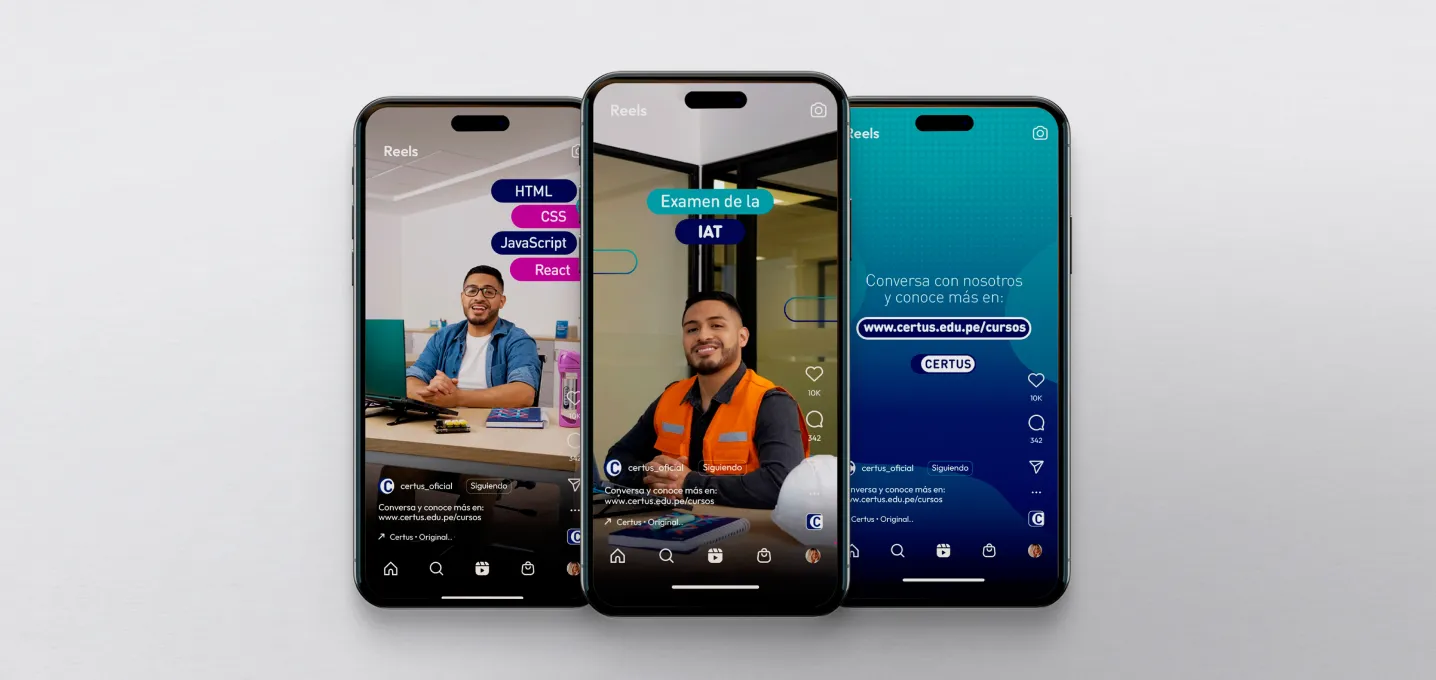 Reels
HTML
CSS
JavaScript
React
certus_oficial
Siguiendo
Conversa y conoce más en:
www.certus.edu.pe/cursos
Certus • Original..
Reels
Examen de la
IAT
10K
342
C certus_oficial
Siguiendo
Conversa y conoce más en:
www.certus.edu.pe/cursos
Certus • Original..
C
Reels
Conversa con nosotros
y conoce más en:
www.certus.edu.pe/cursos
CERTUS
10K
342
certus_oficial
Siguiendo
nversa y conoce más en:
w.certus.edu.pe/cursos
Certus • Original..
C